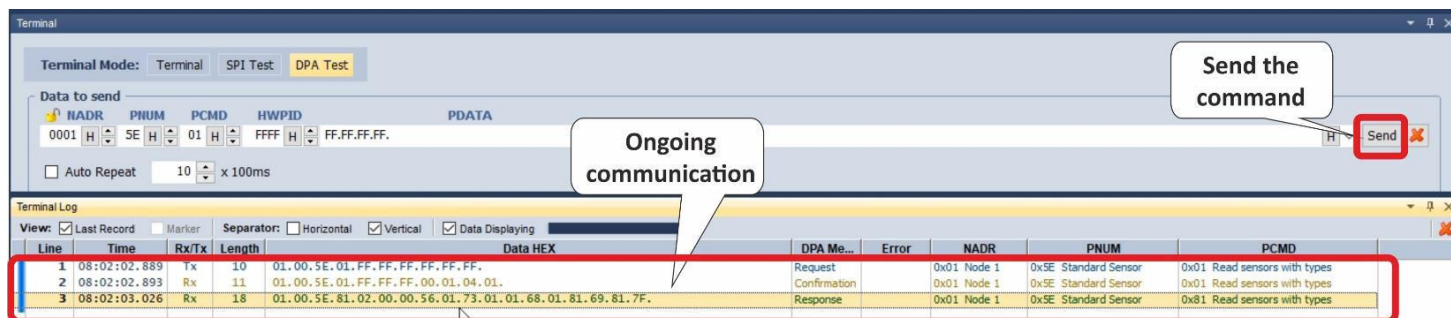 Terminal
Send the
command
Terminal Mode: Terminal SPI Test DPA Test
Data to send
NADR PNUM PCMD HWPID PDATA
0001 H 5E H 01 H FFFF H FF.FF.FF.FF. H Send
Ongoing
communication
Auto Repeat 10 x 100ms
Terminal Log
View: Last Record Marker Separator: Horizontal Vertical Data Displaying
Line Time Rx/Tx Length Data HEX DPA Me... Error NADR PNUM PCMD
1 08:02:02.889 Tx 10 01.00.5E.01.FF.FF.FF.FF.FF.FF. Request 0x01 Node 1 0x5E Standard Sensor 0x01 Read sensors with types
2 08:02:02.893 Rx 11 01.00.5E.01.FF.FF.FF.00.01.04.01. Confirmation 0x01 Node 1 0x5E Standard Sensor 0x01 Read sensors with types
3 08:02:03.026 Rx 18 01.00.5E.81.02.00.00.56.01.73.01.01.68.01.81.69.81.7F. Response 0x01 Node 1 0x5E Standard Sensor 0x81 Read sensors with types